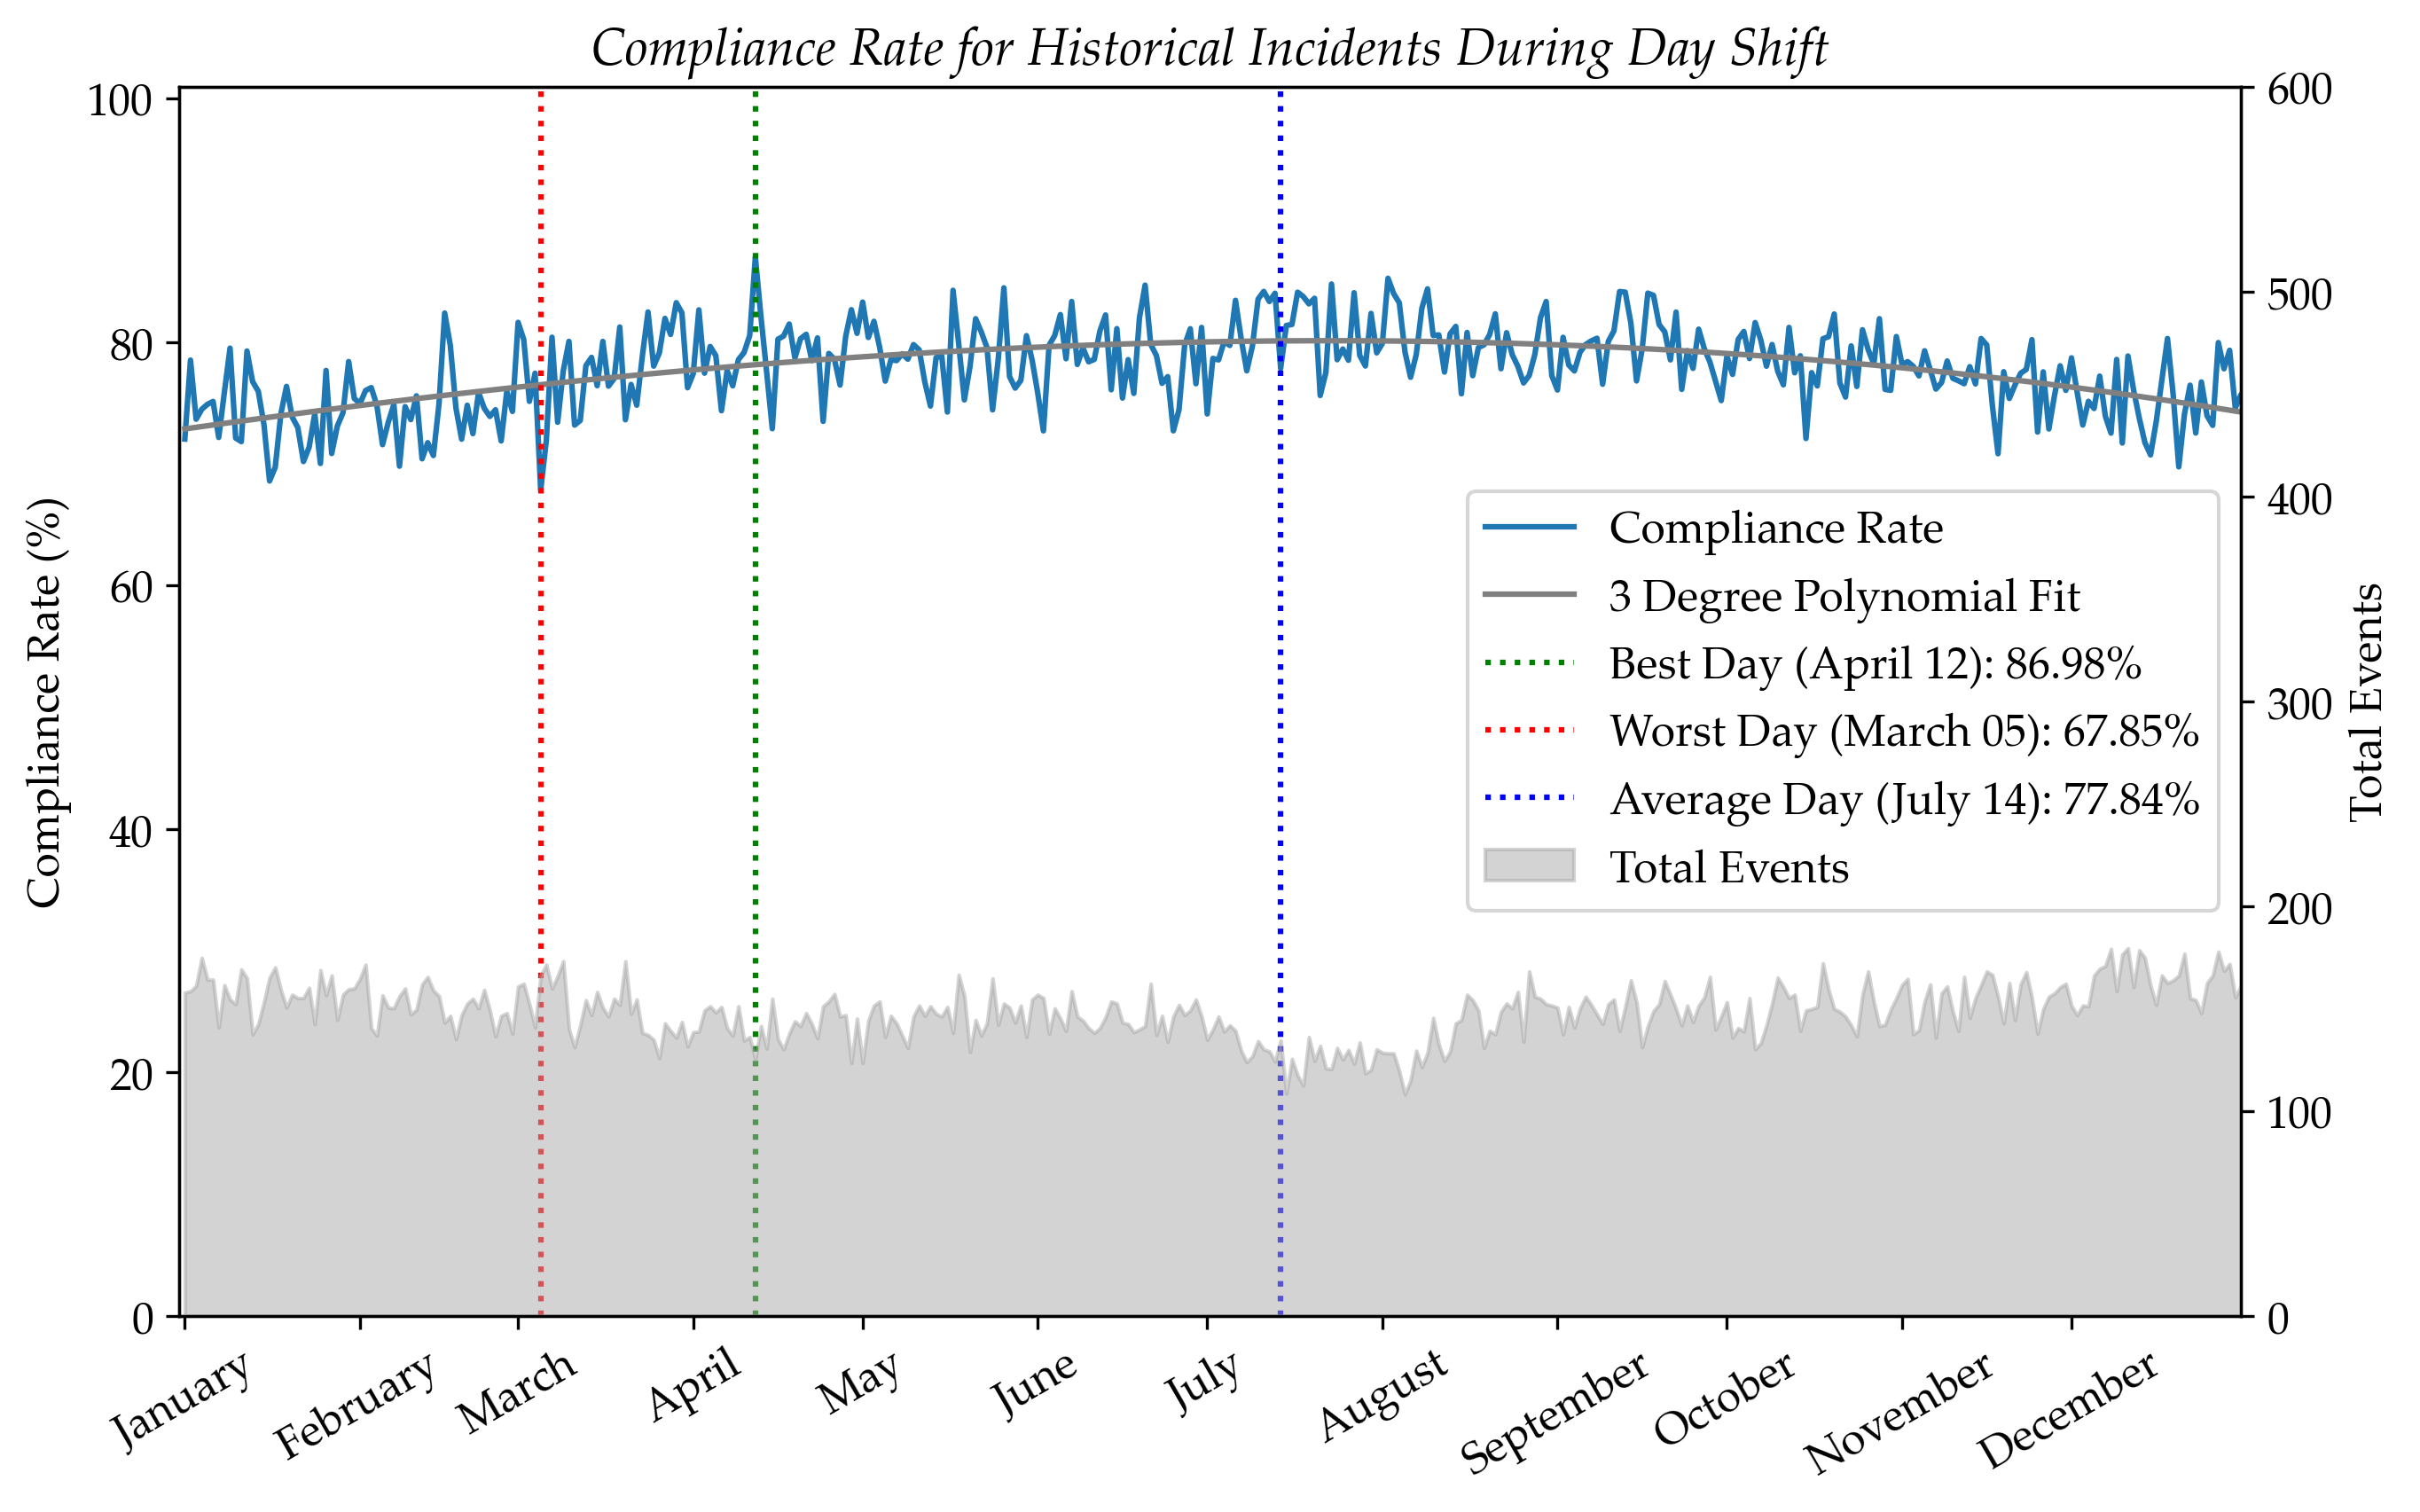 Compliance Rate for Historical Incidents During Day Shift
Compliance Rate (%)
100
80
60
40
20
0
Compliance Rate
3 Degree Polynomial Fit
Best Day (April 12): 86.98%
Worst Day (March 05): 67.85%
Average Day (July 14): 77.84%
Total Events
600
500
400
300
200
100
0
Total Events
January
February
March
April
May
June
July
August
September
October
November
December